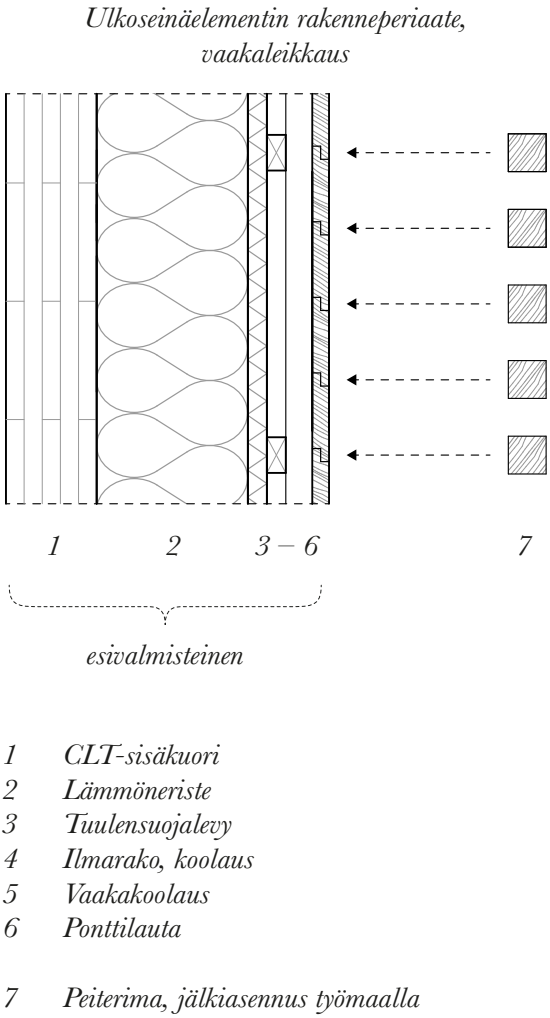 Ulkoseinäelementin rakenneperiaate,
vaakaleikkaus
1 2 3 – 6 7
esivalmisteinen
1 CLT-sisäkuori
2 Lämmöneriste
3 Tuulensuojalevy
4 Ilmarako, koolaus
5 Vaakakoolaus
6 Ponttilauta
7 Peiterima, jälkiasennus työmaalla